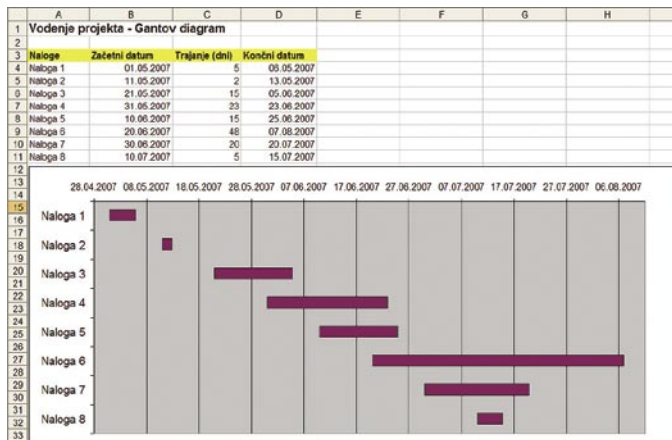 A B C D E F G H
1 Vodenje projekta - Gantov diagram
2
3 Naloge Začetni datum Trajanje (dni) Končni datum
4 Naloga 1 01.05.2007 5 06.05.2007
5 Naloga 2 11.05.2007 2 13.05.2007
6 Naloga 3 21.05.2007 15 05.06.2007
7 Naloga 4 31.05.2007 23 23.06.2007
8 Naloga 5 10.06.2007 15 25.06.2007
9 Naloga 6 20.06.2007 48 07.08.2007
10 Naloga 7 30.06.2007 20 20.07.2007
11 Naloga 8 10.07.2007 5 15.07.2007
12
13
14 28.04.2007 08.05.2007 18.05.2007 28.05.2007 07.06.2007 17.06.2007 27.06.2007 07.07.2007 17.07.2007 27.07.2007 06.08.2007
15
16 Naloga 1
17
18 Naloga 2
19
20 Naloga 3
21
22 Naloga 4
23
24
25 Naloga 5
26
27 Naloga 6
28
29 Naloga 7
30
31
32 Naloga 8
33